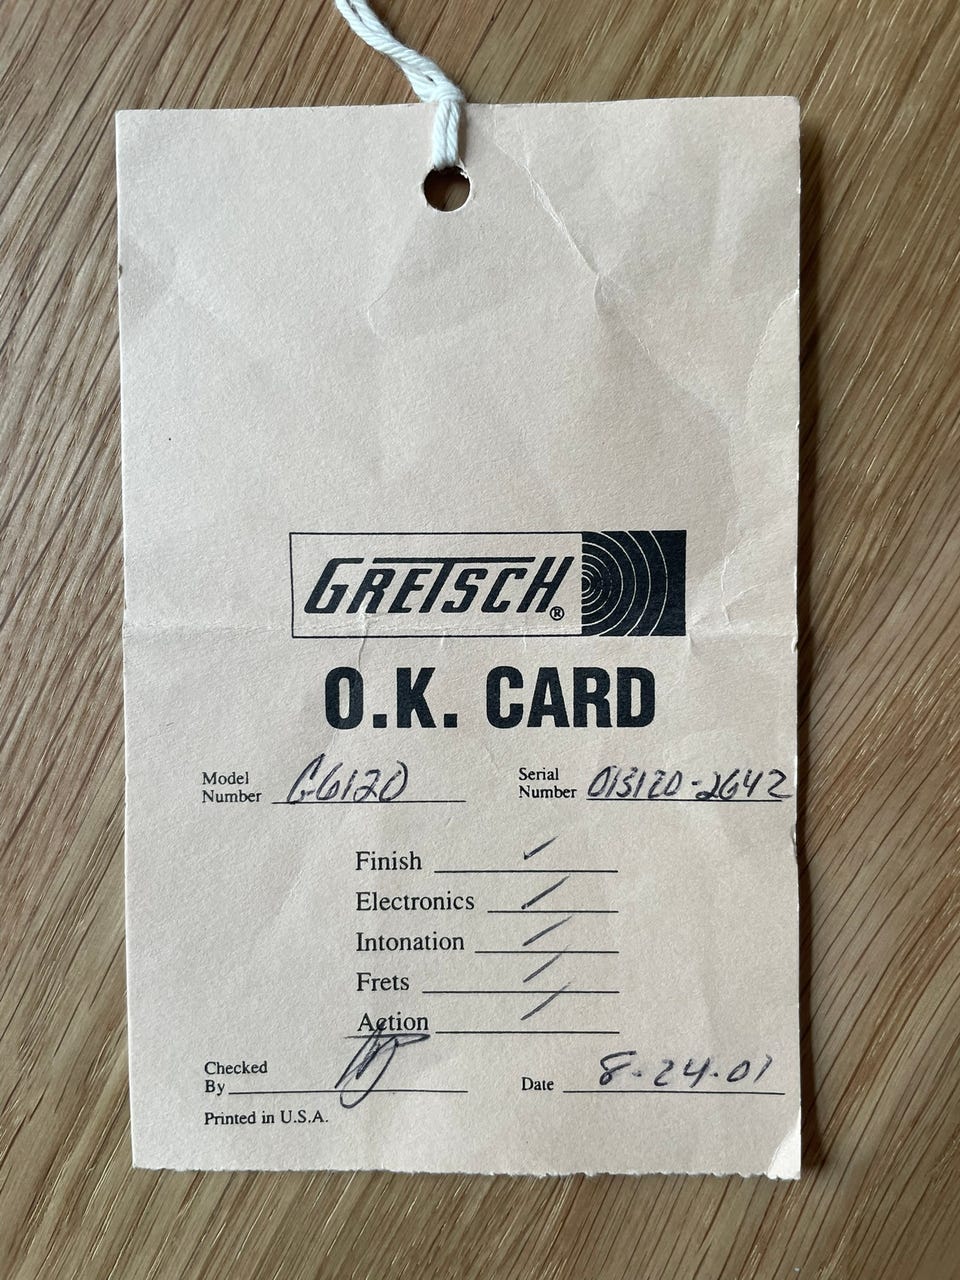 GRETSCH®
O.K. CARD
Model Number G6120 Serial Number 013120-2642
Finish ✓
Electronics ✓
Intonation ✓
Frets ✓
Action ✓
Checked By Date 8-24-01
Printed in U.S.A.